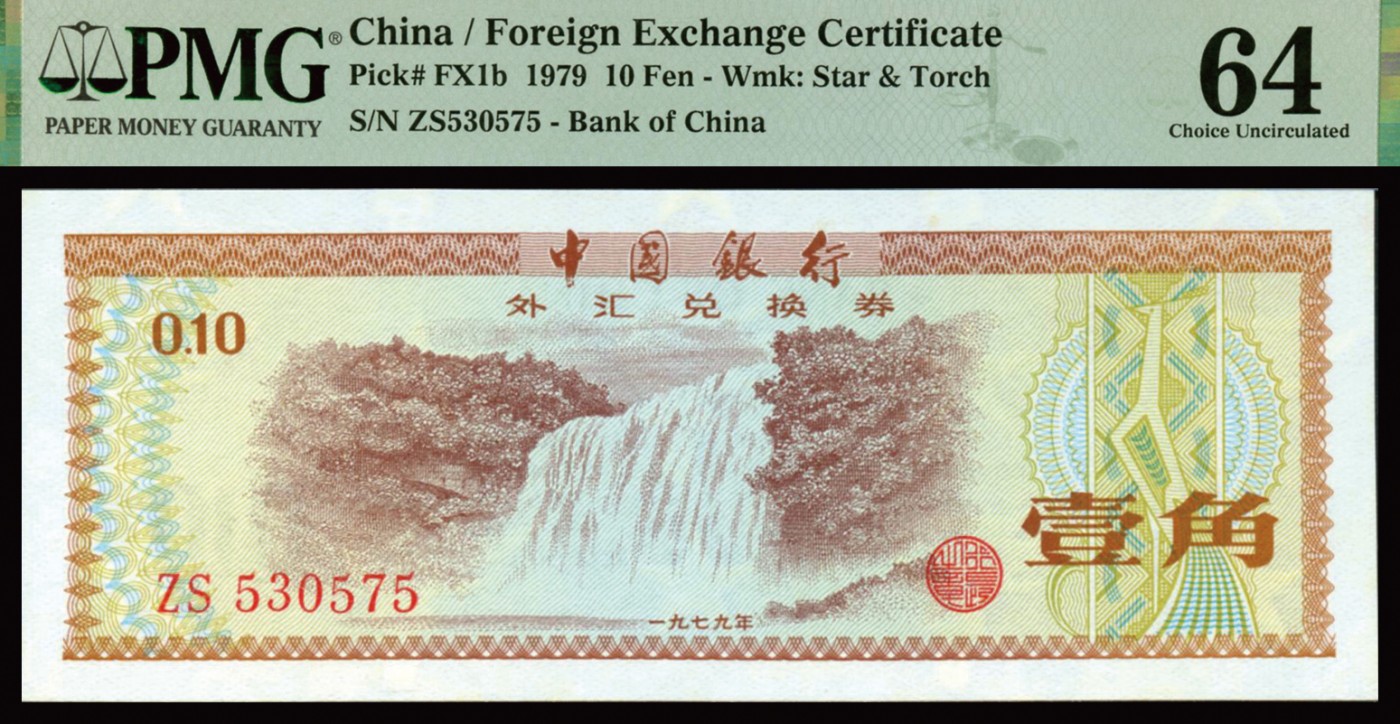 PMG®
PAPER MONEY GUARANTY
China / Foreign Exchange Certificate
Pick# FX1b 1979 10 Fen - Wmk: Star & Torch
S/N ZS530575 - Bank of China
64
Choice Uncirculated
中國銀行
外汇兑换券
0.10
壹角
ZS 530575
一九七九年